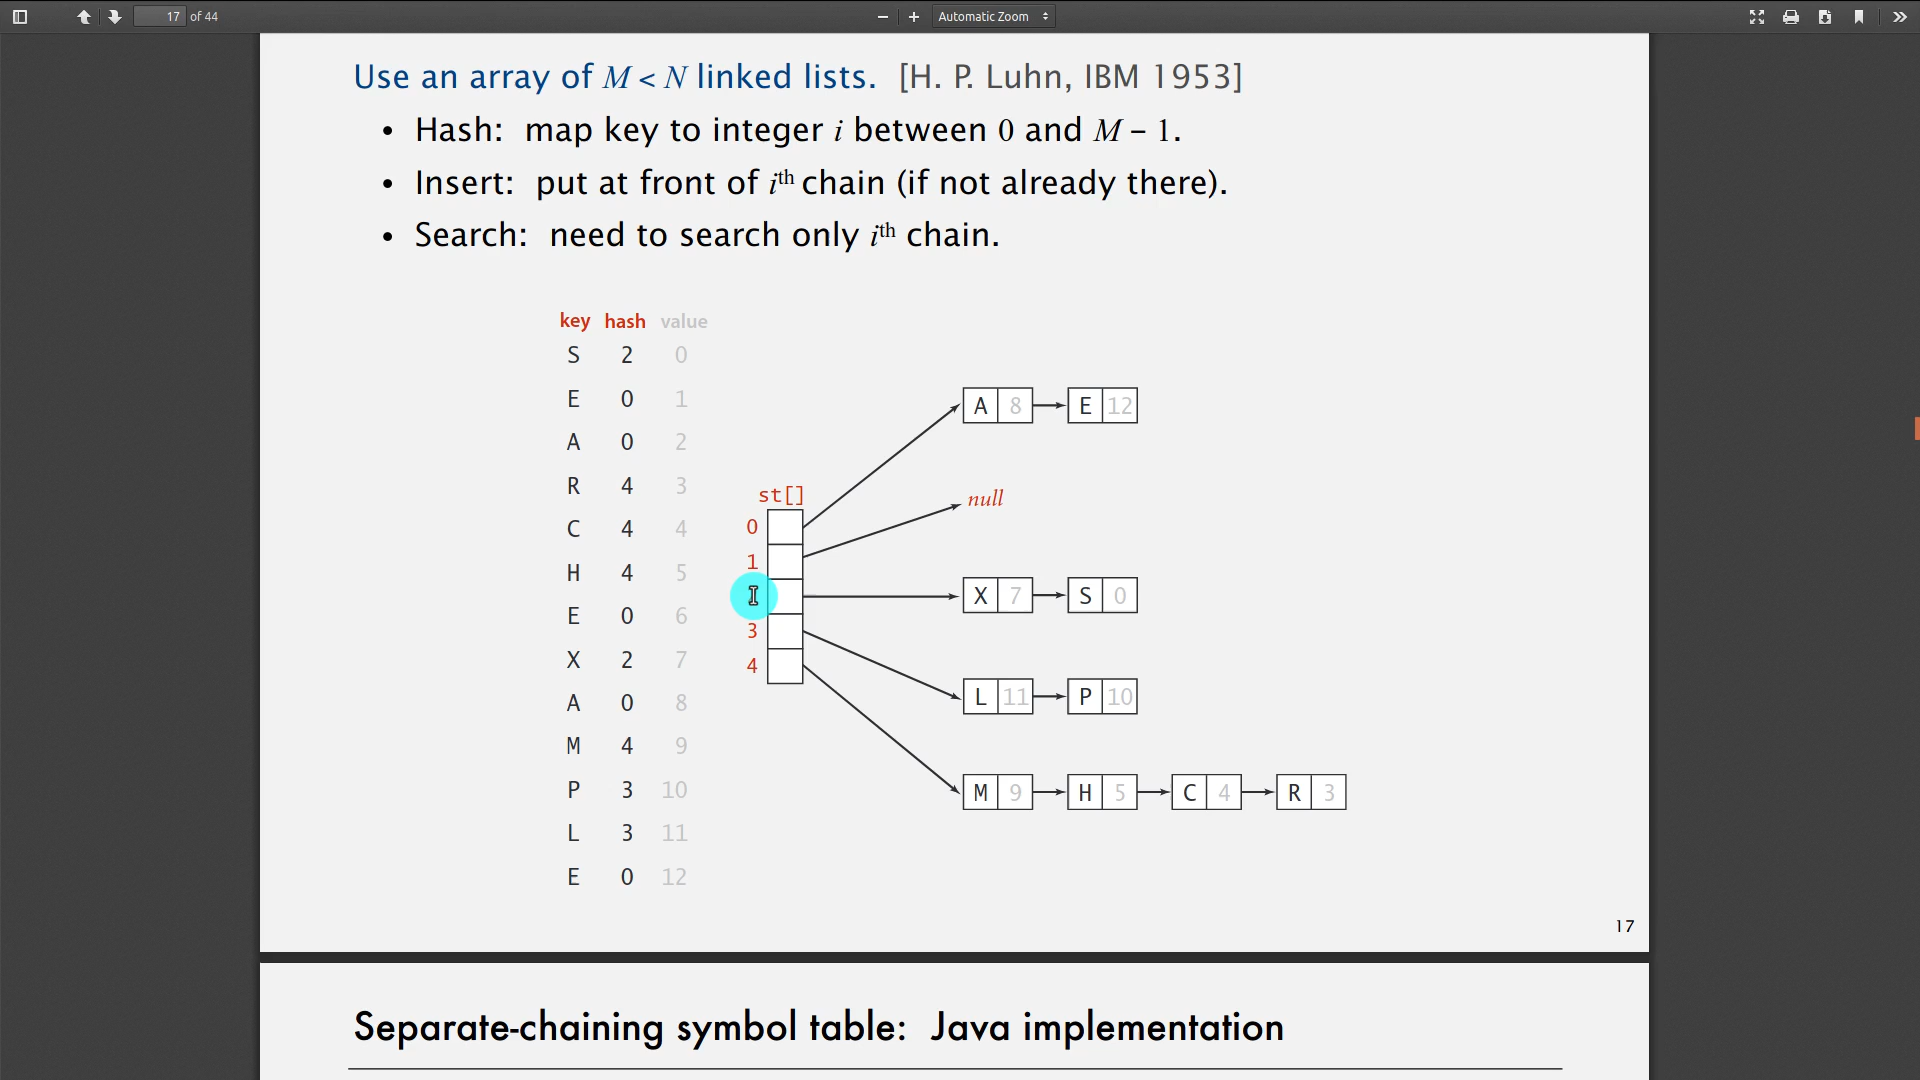 17 of 44
Automatic Zoom
Use an array of M < N linked lists. [H. P. Luhn, IBM 1953]
• Hash: map key to integer i between 0 and M – 1.
• Insert: put at front of ith chain (if not already there).
• Search: need to search only ith chain.
key hash value
S 2 0
E 0 1
A 0 2
R 4 3
C 4 4
H 4 5
E 0 6
X 2 7
A 0 8
M 4 9
P 3 10
L 3 11
E 0 12
st[]
0
1
3
4
A 8 E 12
null
X 7 S 0
L 11 P 10
M 9 H 5 C 4 R 3
17
Separate-chaining symbol table: Java implementation